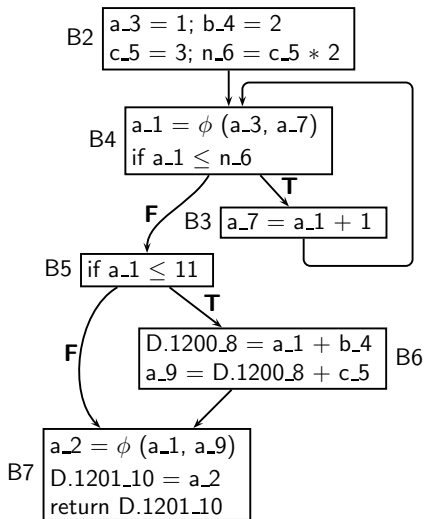 B2
a_3 = 1; b_4 = 2
c_5 = 3; n_6 = c_5 * 2
B4
a_1 = ϕ (a_3, a_7)
if a_1 ≤ n_6
F
T
B3
a_7 = a_1 + 1
B5
if a_1 ≤ 11
F
T
D.1200_8 = a_1 + b_4
a_9 = D.1200_8 + c_5
B6
B7
a_2 = ϕ (a_1, a_9)
D.1201_10 = a_2
return D.1201_10